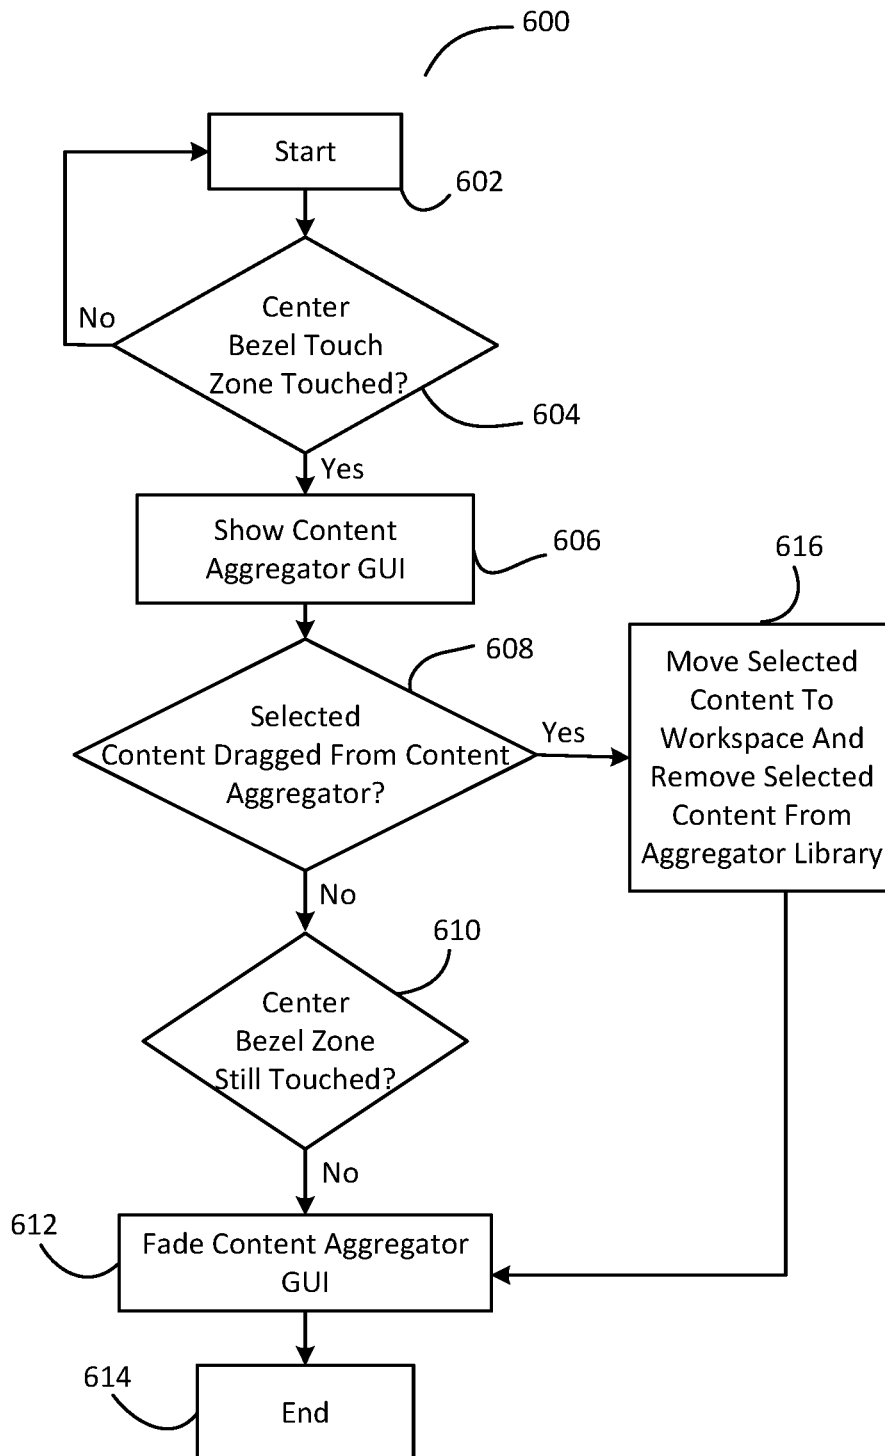 600
Start
602
No
Center
Bezel Touch
Zone Touched?
604
Yes
Show Content
Aggregator GUI
606
616
608
Selected
Content Dragged From Content
Aggregator?
Yes
Move Selected
Content To
Workspace And
Remove Selected
Content From
Aggregator Library
No
610
Center
Bezel Zone
Still Touched?
No
612
Fade Content Aggregator
GUI
614
End